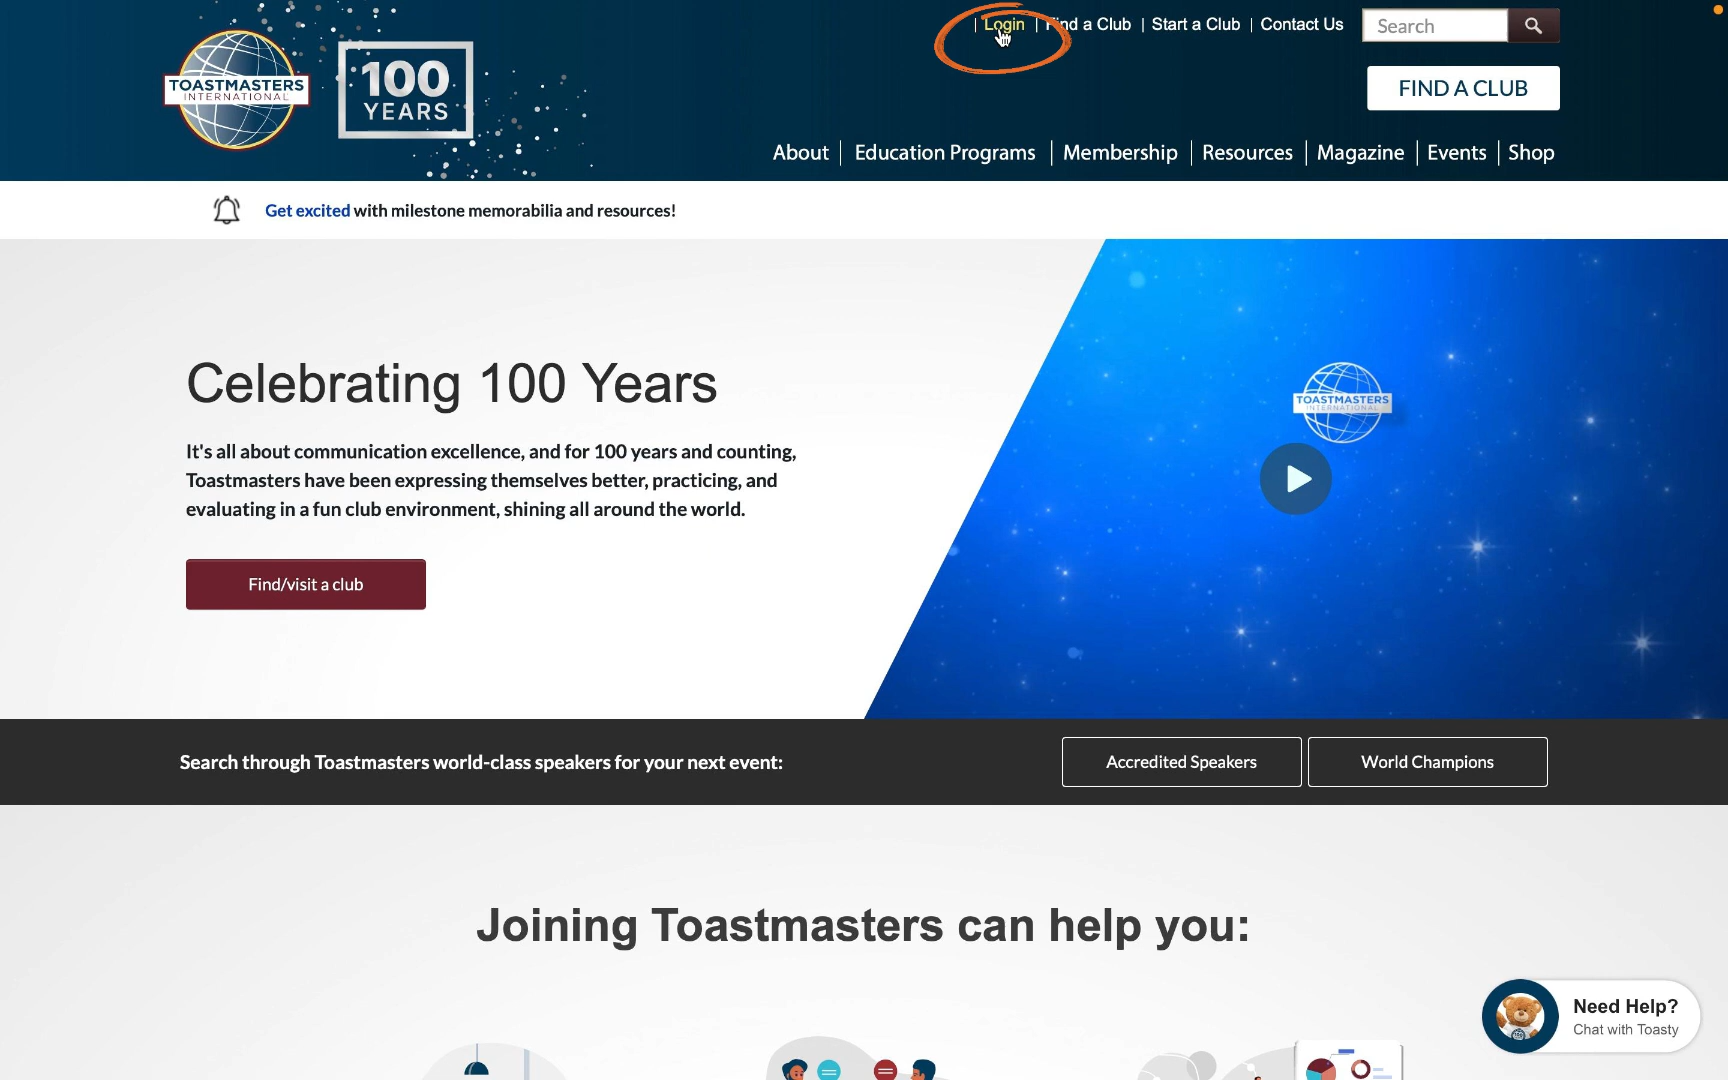 | Login | Find a Club | Start a Club | Contact Us
Search
TOASTMASTERS
INTERNATIONAL
100
YEARS
FIND A CLUB
About | Education Programs | Membership | Resources | Magazine | Events | Shop
Get excited with milestone memorabilia and resources!
Celebrating 100 Years
It's all about communication excellence, and for 100 years and counting,
Toastmasters have been expressing themselves better, practicing, and
evaluating in a fun club environment, shining all around the world.
Find/visit a club
TOASTMASTERS
INTERNATIONAL
Search through Toastmasters world-class speakers for your next event:
Accredited Speakers
World Champions
Joining Toastmasters can help you:
Need Help?
Chat with Toasty